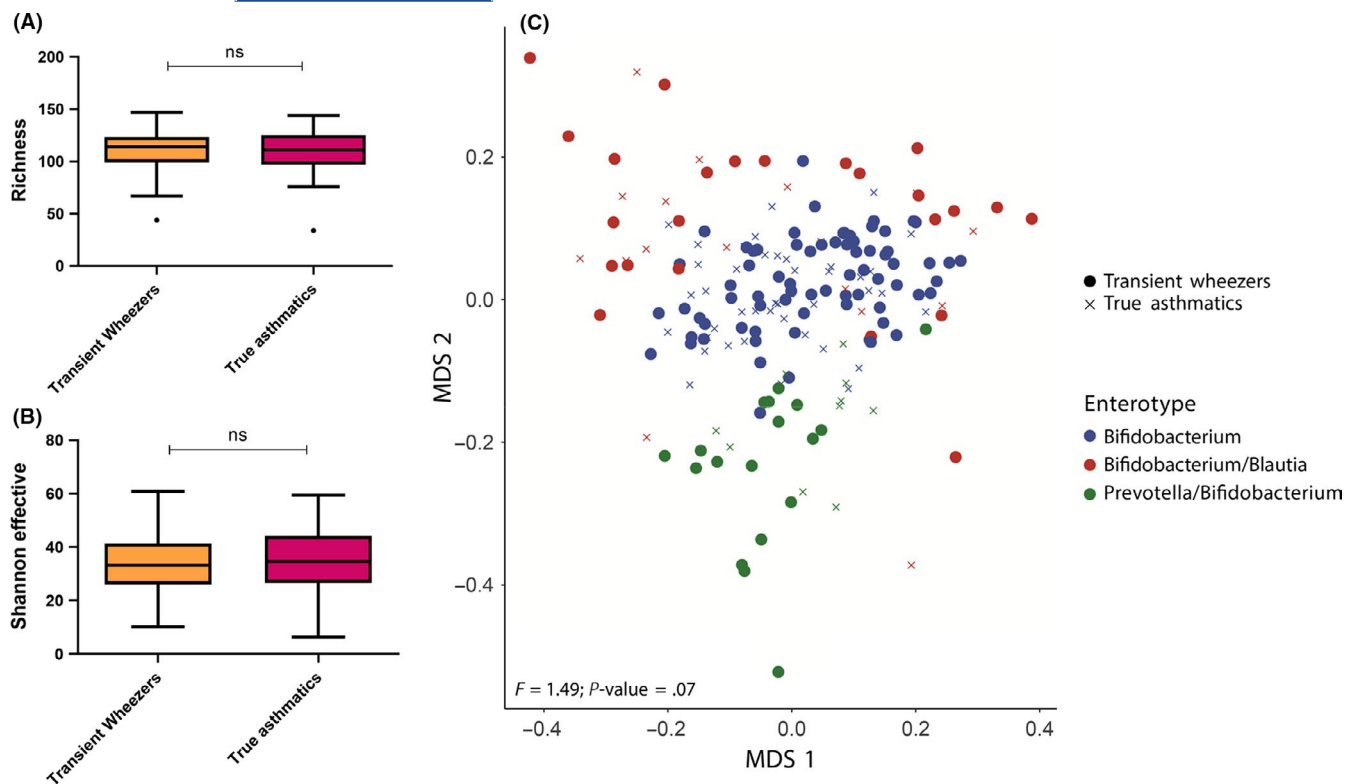 (A)
ns
200
150
100
50
0
Richness
Transient Wheezers
True asthmatics
(B)
ns
80
60
40
20
0
Shannon effective
Transient Wheezers
True asthmatics
(C)
0.2
0.0
−0.2
−0.4
MDS 2
F = 1.49; P-value = .07
−0.4
−0.2
0.0
0.2
0.4
MDS 1
Transient wheezers
True asthmatics
Enterotype
Bifidobacterium
Bifidobacterium/Blautia
Prevotella/Bifidobacterium